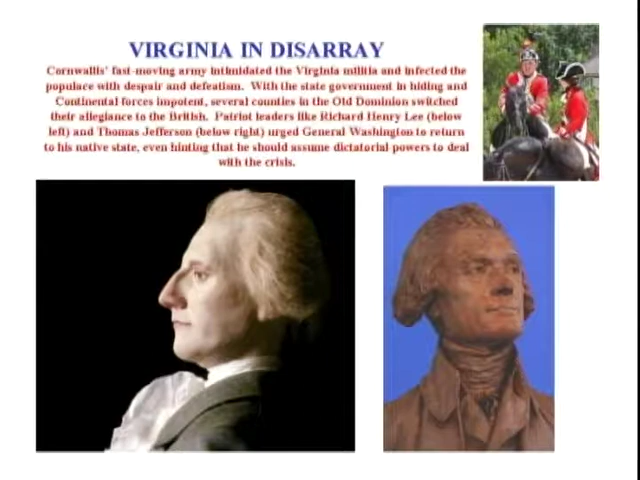 VIRGINIA IN DISARRAY
Cornwallis' fast-moving army intimidated the Virginia militia and infected the
populace with despair and defeatism. With the state government in hiding and
Continental forces impotent, several counties in the Old Dominion switched
their allegiance to the British. Patriot leaders like Richard Henry Lee (below
left) and Thomas Jefferson (below right) urged General Washington to return
to his native state, even hinting that he should assume dictatorial powers to deal
with the crisis.